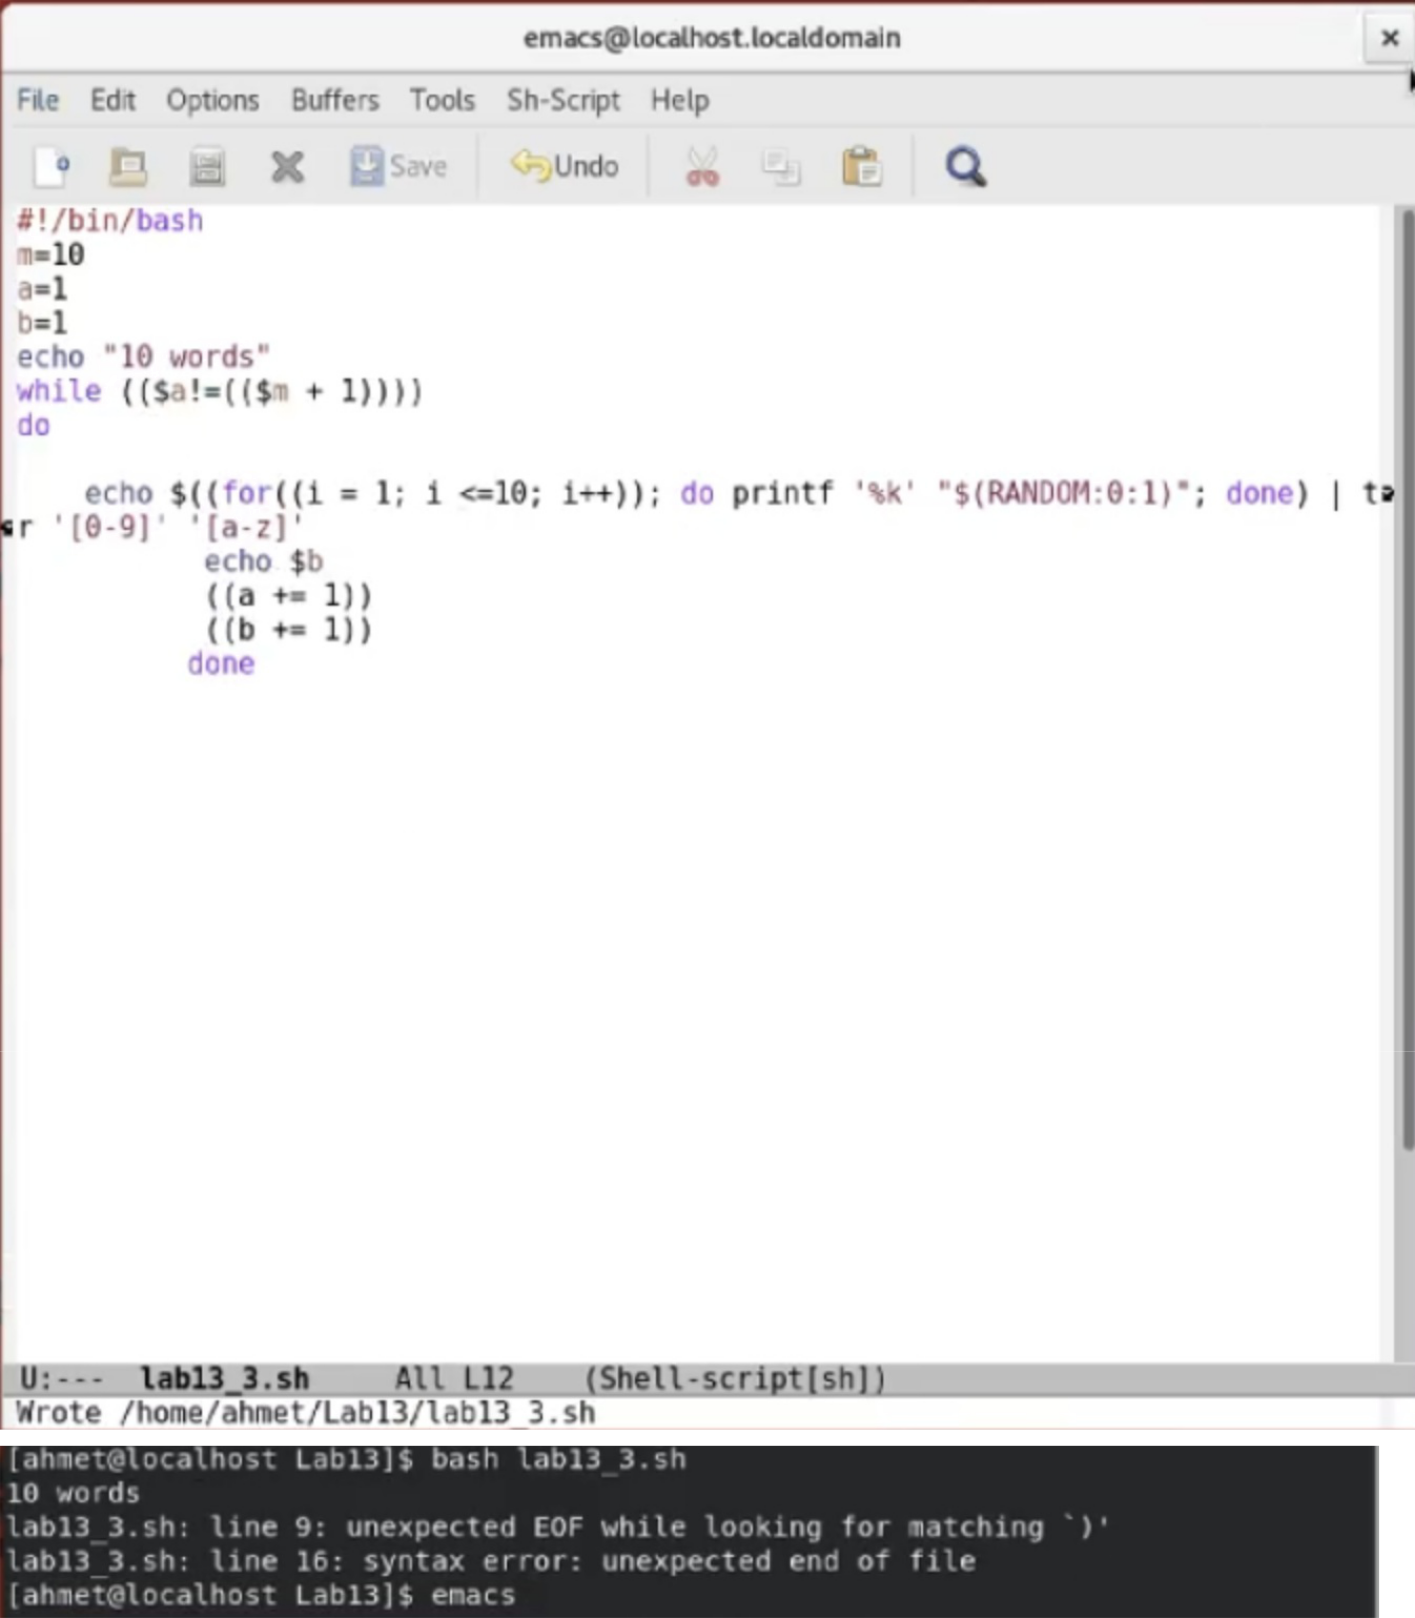 emacs@localhost.localdomain
File Edit Options Buffers Tools Sh-Script Help
Save Undo
#!/bin/bash
m=10
a=1
b=1
echo "10 words"
while (($a!=(($m + 1))))
do
echo $((for((i = 1; i <=10; i++)); do printf '%k' "$(RANDOM:0:1)"; done) | t
r '[0-9]' '[a-z]'
echo $b
((a += 1))
((b += 1))
done
U:--- lab13_3.sh All L12 (Shell-script[sh])
Wrote /home/ahmet/Lab13/lab13_3.sh
[ahmet@localhost Lab13]$ bash lab13_3.sh
10 words
lab13_3.sh: line 9: unexpected EOF while looking for matching `)'
lab13_3.sh: line 16: syntax error: unexpected end of file
[ahmet@localhost Lab13]$ emacs